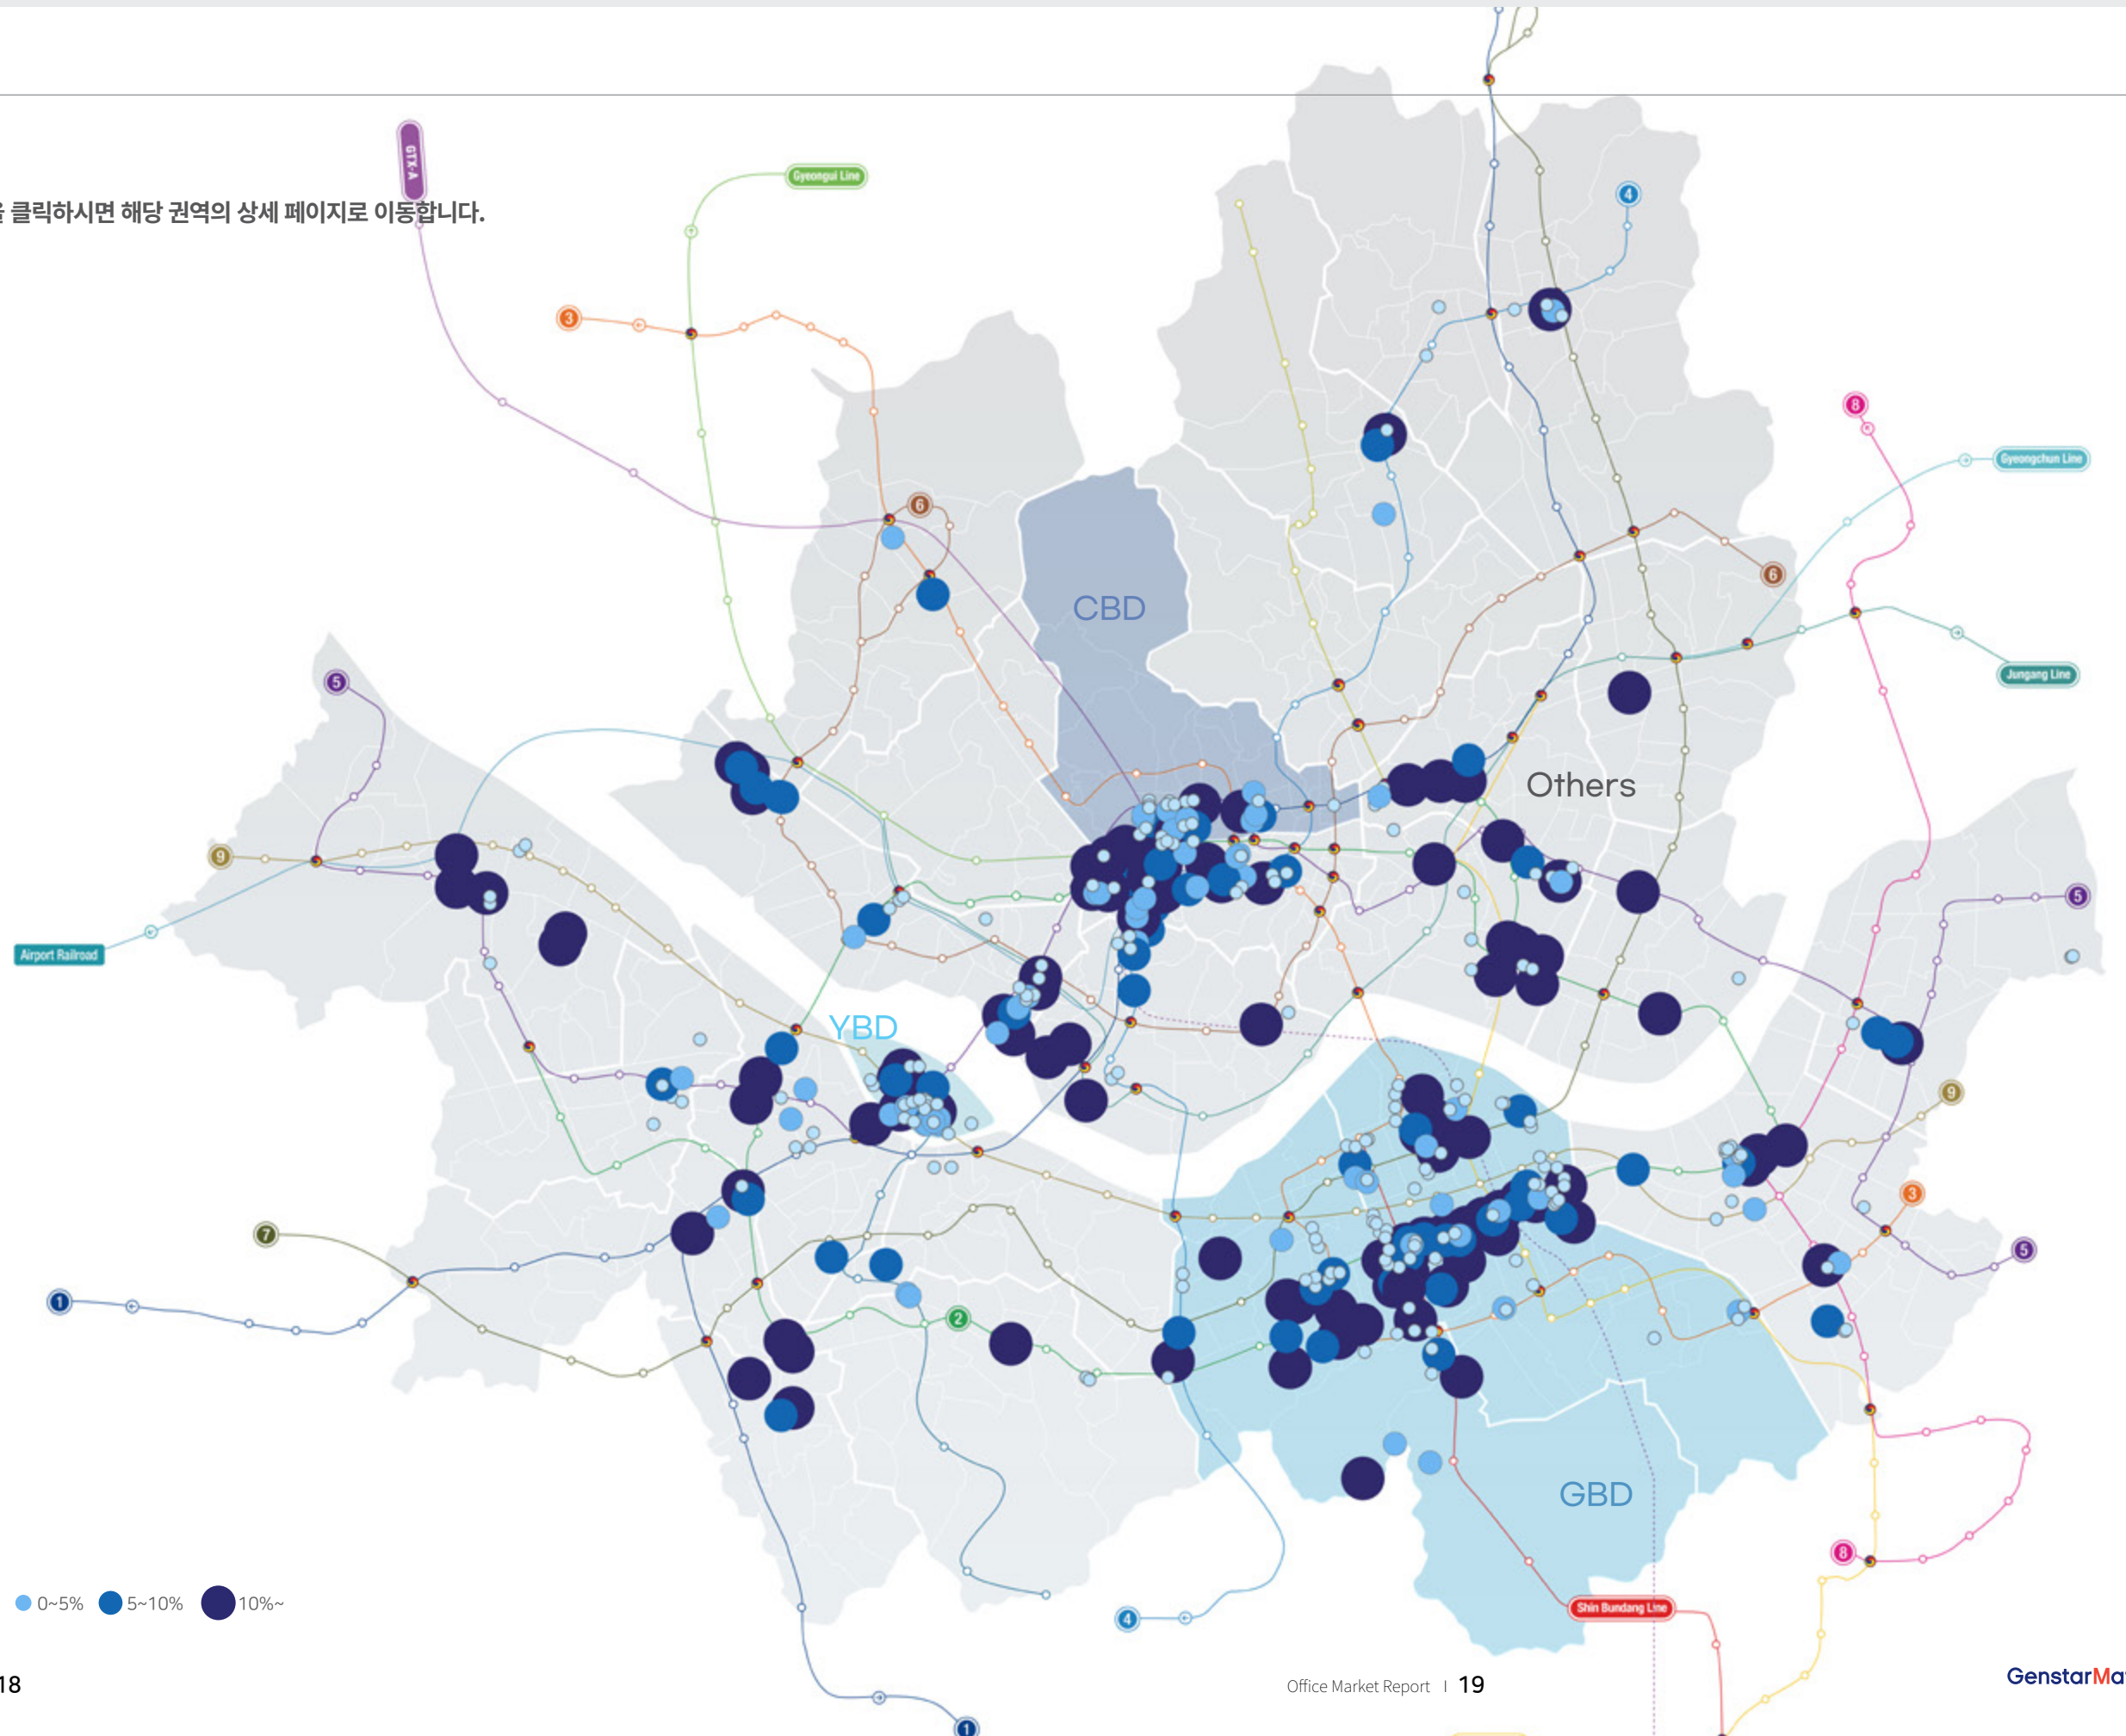 GTX-A
Gyeongui Line
클릭하시면 해당 권역의 상세 페이지로 이동합니다.
4
3
8
Gyeongchun Line
6
CBD
6
Jungang Line
5
Others
9
5
Airport Railroad
YBD
9
3
7
5
1
2
GBD
8
0~5%
5~10%
10%~
Shin Bundang Line
4
18
Office Market Report
19
GenstarMa
1